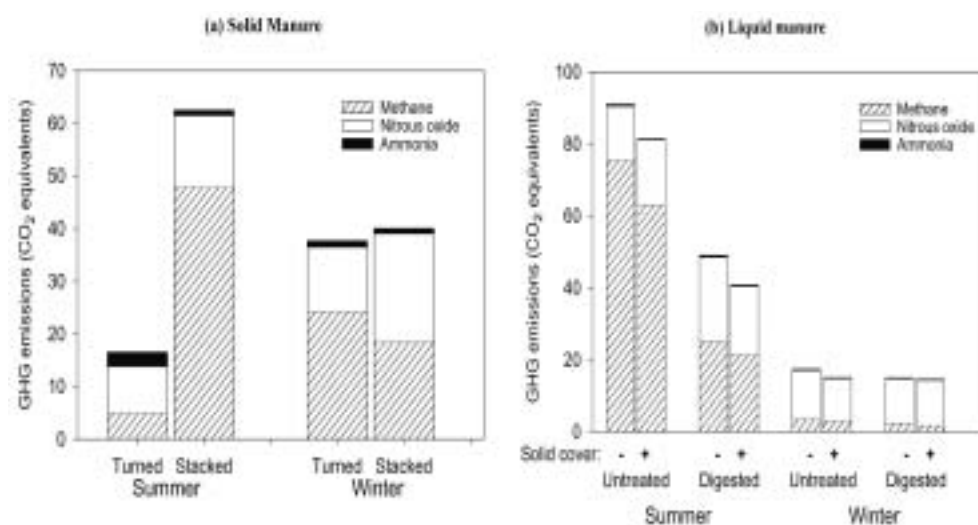 (a) Solid Manure
70
60
50
40
30
20
10
0
GHG emissions (CO₂ equivalents)
Methane
Nitrous oxide
Ammonia
Turned Stacked Turned Stacked
Summer Winter
(b) Liquid manure
100
80
60
40
20
0
GHG emissions (CO₂ equivalents)
Methane
Nitrous oxide
Ammonia
Solid cover: - + - + - + - +
Untreated Digested Untreated Digested
Summer Winter